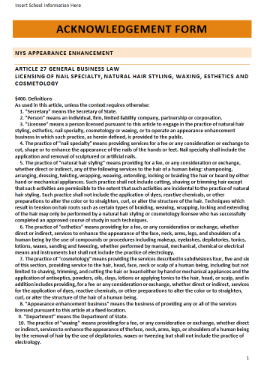 Insert School Information Here
ACKNOWLEDGEMENT FORM
NYS APPEARANCE ENHANCEMENT
ARTICLE 27 GENERAL BUSINESS LAW
LICENSING OF NAIL SPECIALTY, NATURAL HAIR STYLING, WAXING, ESTHETICS AND
COSMETOLOGY
§400. Definitions
As used in this article, unless the context requires otherwise:
1. "Secretary" means the Secretary of State.
2. "Person" means an individual, firm, limited liability company, partnership or corporation.
3. "Licensee" means a person licensed pursuant to this article to engage in the practice of natural hair
styling, esthetics, nail specialty, cosmetology or waxing, or to operate an appearance enhancement
business in which such practice, as herein defined, is provided to the public.
4. The practice of "nail specialty" means providing services for a fee or any consideration or exchange to
cut, shape or to enhance the appearance of the nails of the hands or feet. Nail specialty shall include the
application and removal of sculptured or artificial nails.
5. The practice of "natural hair styling" means providing for a fee, or any consideration or exchange,
whether direct or indirect, any of the following services to the hair of a human being: shampooing,
arranging, dressing, twisting, wrapping, weaving, extending, locking or braiding the hair or beard by either
hand or mechanical appliances. Such practice shall not include cutting, shaving or trimming hair except
that such activities are permissible to the extent that such activities are incidental to the practice of natural
hair styling. Such practice shall not include the application of dyes, reactive chemicals, or other
preparations to alter the color or to straighten, curl, or alter the structure of the hair. Techniques which
result in tension on hair roots such as certain types of braiding, weaving, wrapping, locking and extending
of the hair may only be performed by a natural hair styling or cosmetology licensee who has successfully
completed an approved course of study in such techniques.
6. The practice of "esthetics" means providing for a fee, or any consideration or exchange, whether
direct or indirect, services to enhance the appearance of the face, neck, arms, legs, and shoulders of a
human being by the use of compounds or procedures including makeup, eyelashes, depilatories, tonics,
lotions, waxes, sanding and tweezing, whether performed by manual, mechanical, chemical or electrical
means and instruments but shall not include the practice of electrology.
7. The practice of "cosmetology" means providing the services described in subdivisions four, five and six
of this section, providing service to the hair, head, face, neck or scalp of a human being, including but not
limited to shaving, trimming, and cutting the hair or beard either by hand or mechanical appliances and the
application of antiseptics, powders, oils, clays, lotions or applying tonics to the hair, head, or scalp, and in
addition includes providing, for a fee or any consideration or exchange, whether direct or indirect, services
for the application of dyes, reactive chemicals, or other preparations to alter the color or to straighten,
curl, or alter the structure of the hair of a human being.
8. "Appearance enhancement business" means the business of providing any or all of the services
licensed pursuant to this article at a fixed location.
9. "Department" means the Department of State.
10. The practice of "waxing" means providing for a fee, or any consideration or exchange, whether direct
or indirect, services to enhance the appearance of the face, neck, arms, legs, or shoulders of a human being
by the removal of hair by the use of depilatories, waxes or tweezing but shall not include the practice of
electrology.
1